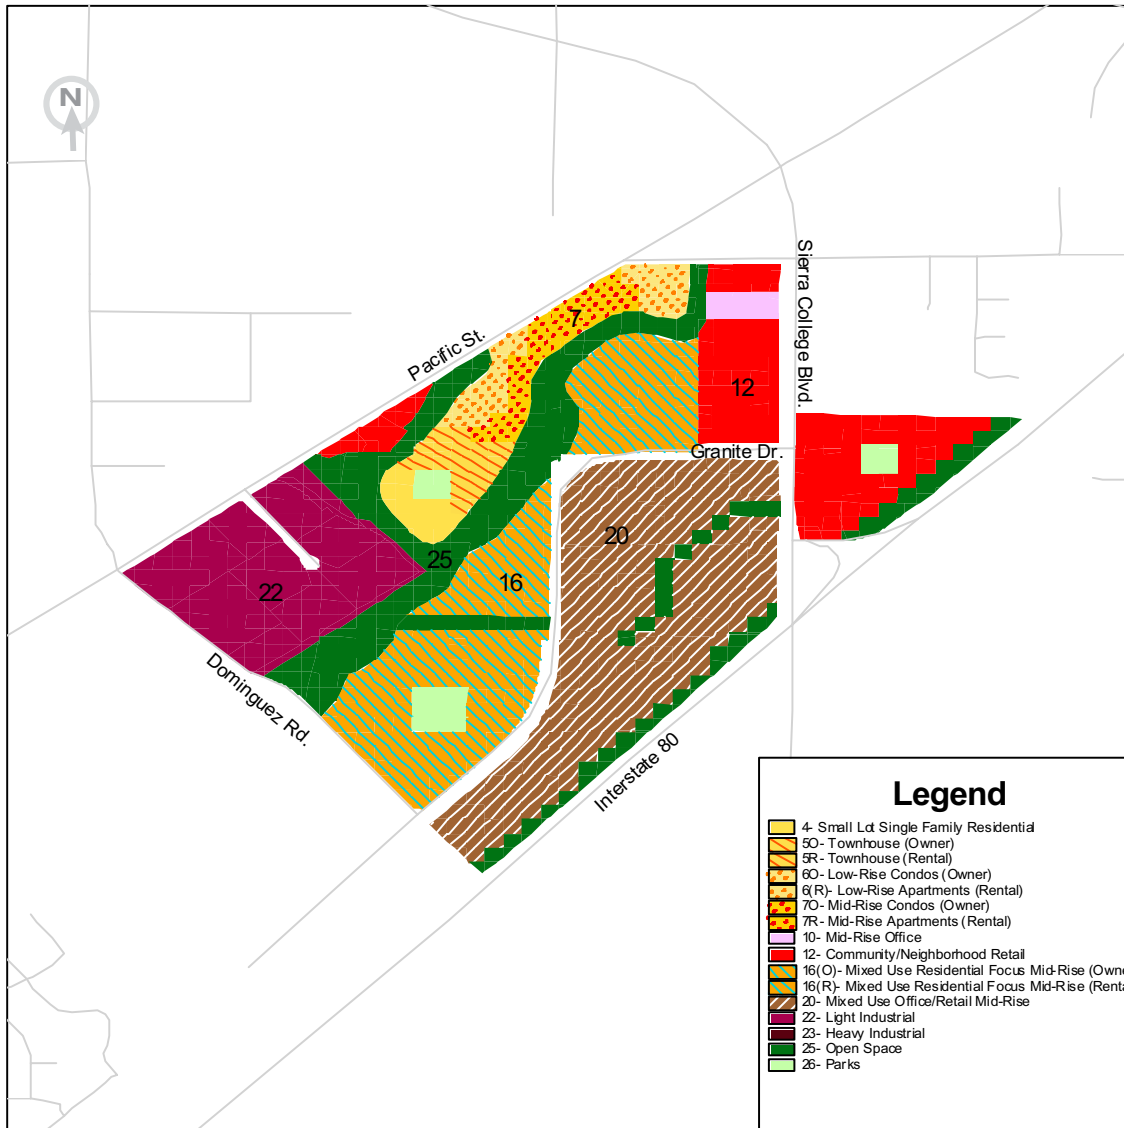 N
Sierra College Blvd.
7
Pacific St.
12
Granite Dr.
20
25
16
22
Dominguez Rd.
Interstate 80
Legend
4- Small Lot Single Family Residential
5O- Townhouse (Owner)
5R- Townhouse (Rental)
6O- Low-Rise Condos (Owner)
6(R)- Low-Rise Apartments (Rental)
7O- Mid-Rise Condos (Owner)
7R- Mid-Rise Apartments (Rental)
10- Mid-Rise Office
12- Community/Neighborhood Retail
16(O)- Mixed Use Residential Focus Mid-Rise (Owne
16(R)- Mixed Use Residential Focus Mid-Rise (Renta
20- Mixed Use Office/Retail Mid-Rise
22- Light Industrial
23- Heavy Industrial
25- Open Space
26- Parks